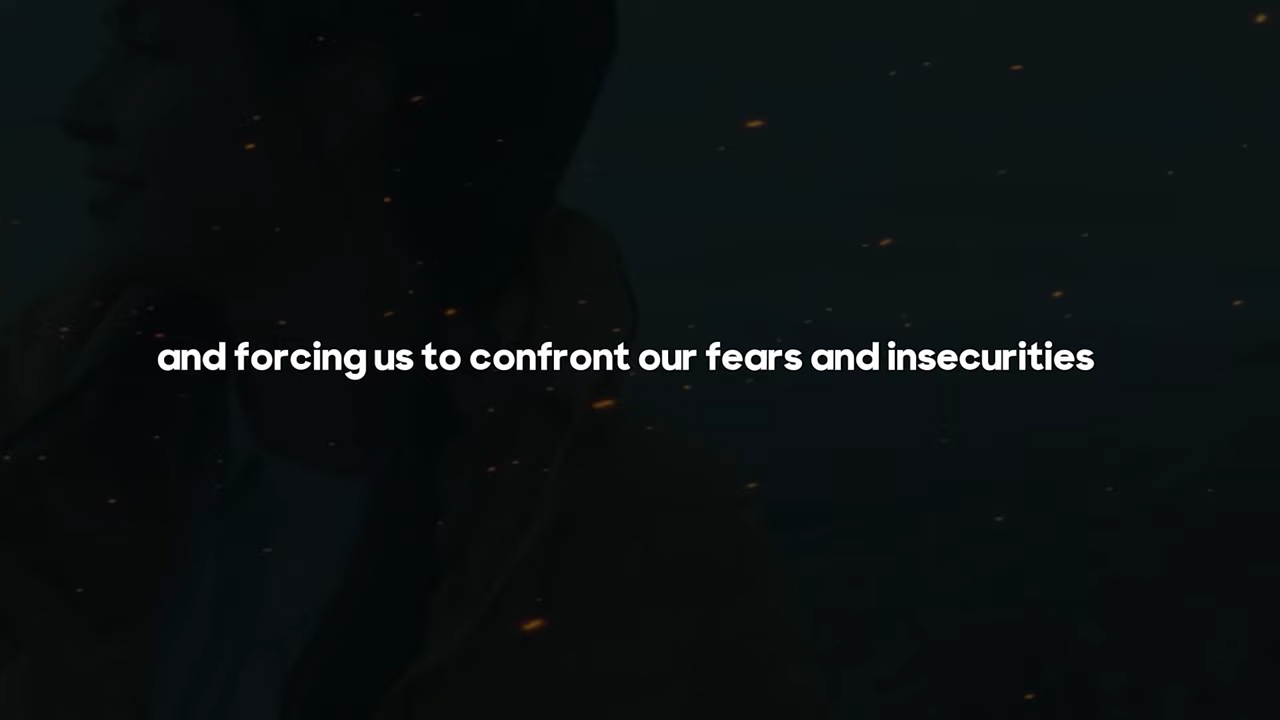 and forcing us to confront our fears and insecurities